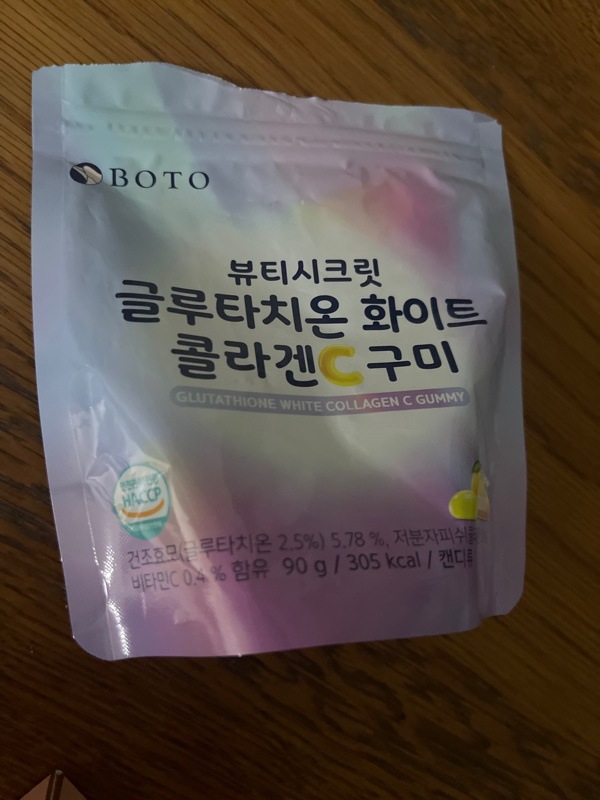 BOTO
뷰티시크릿
글루타치온 화이트
콜라겐C 구미
GLUTATHIONE WHITE COLLAGEN C GUMMY
HACCP
건조효모(글루타치온 2.5%) 5.78 %, 저분자피쉬
비타민C 0.4 % 함유 90 g / 305 kcal / 캔디류